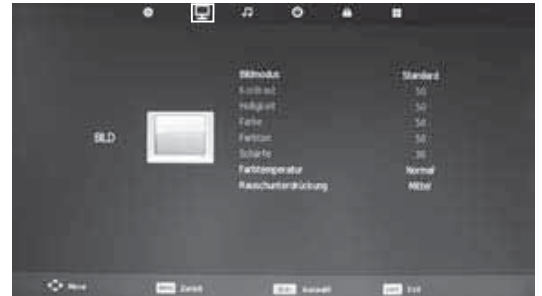 Bildmodus Standard
Kontrast 50
Helligkeit 50
Farbe 50
Farbton 50
Schärfe
BILD
Farbtemperatur Normal
Rauschunterdrückung Mittel
Move Zurück Auswahl Exit